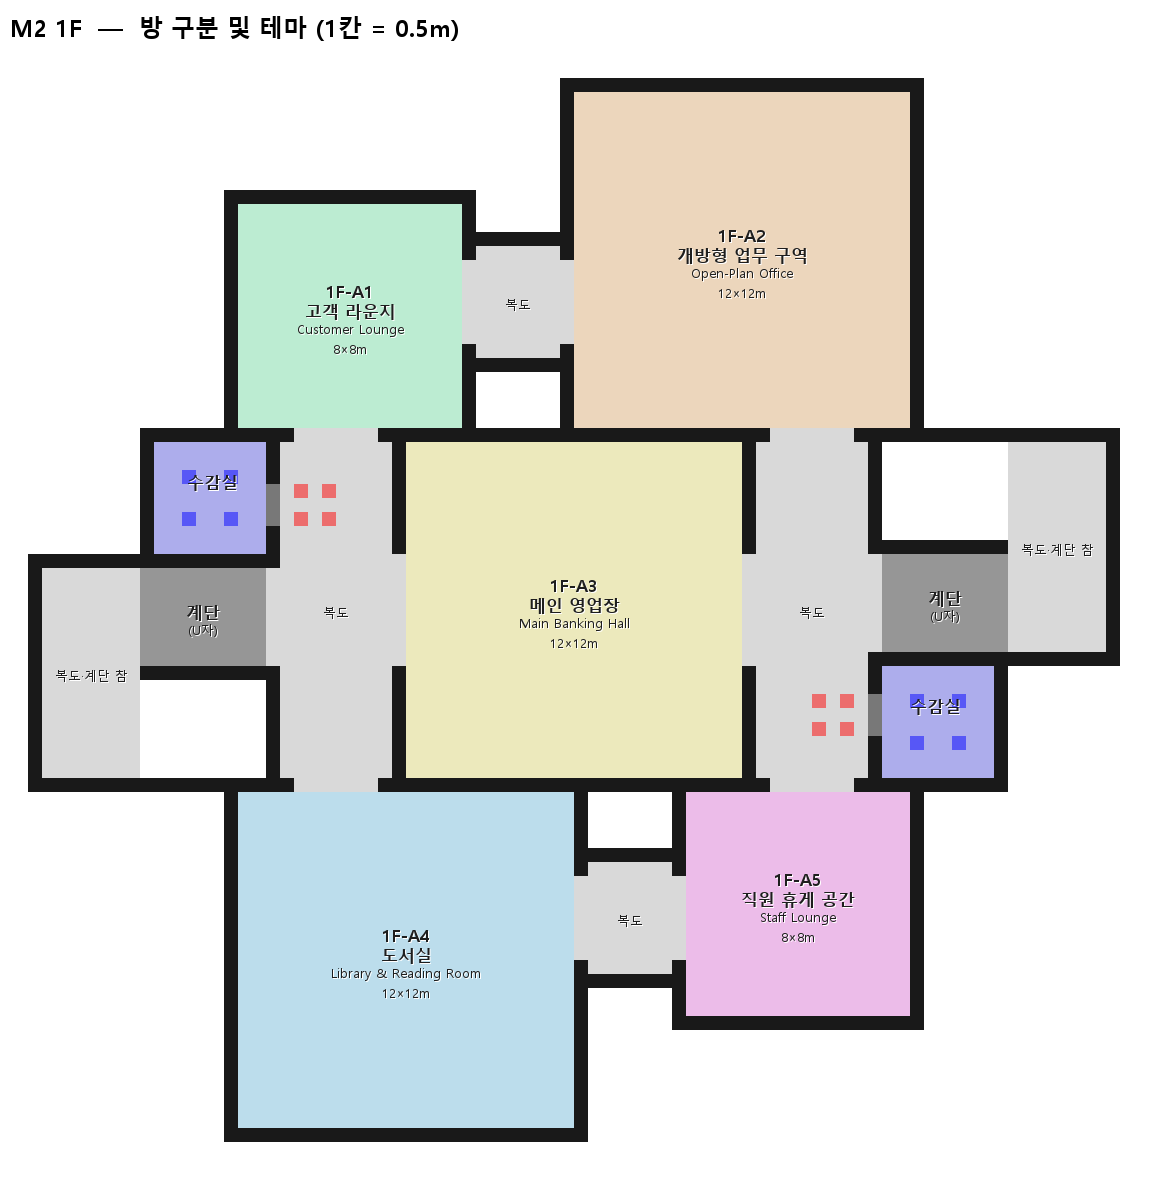 M2 1F — 방 구분 및 테마 (1칸 = 0.5m)
1F-A2
개방형 업무 구역
Open-Plan Office
12×12m
1F-A1
고객 라운지
Customer Lounge
8×8m
복도
수감실
복도·계단 참
1F-A3
메인 영업장
Main Banking Hall
12×12m
계단
(U자)
복도
복도
계단
(U자)
복도·계단 참
수감실
1F-A5
직원 휴게 공간
Staff Lounge
8×8m
복도
1F-A4
도서실
Library & Reading Room
12×12m